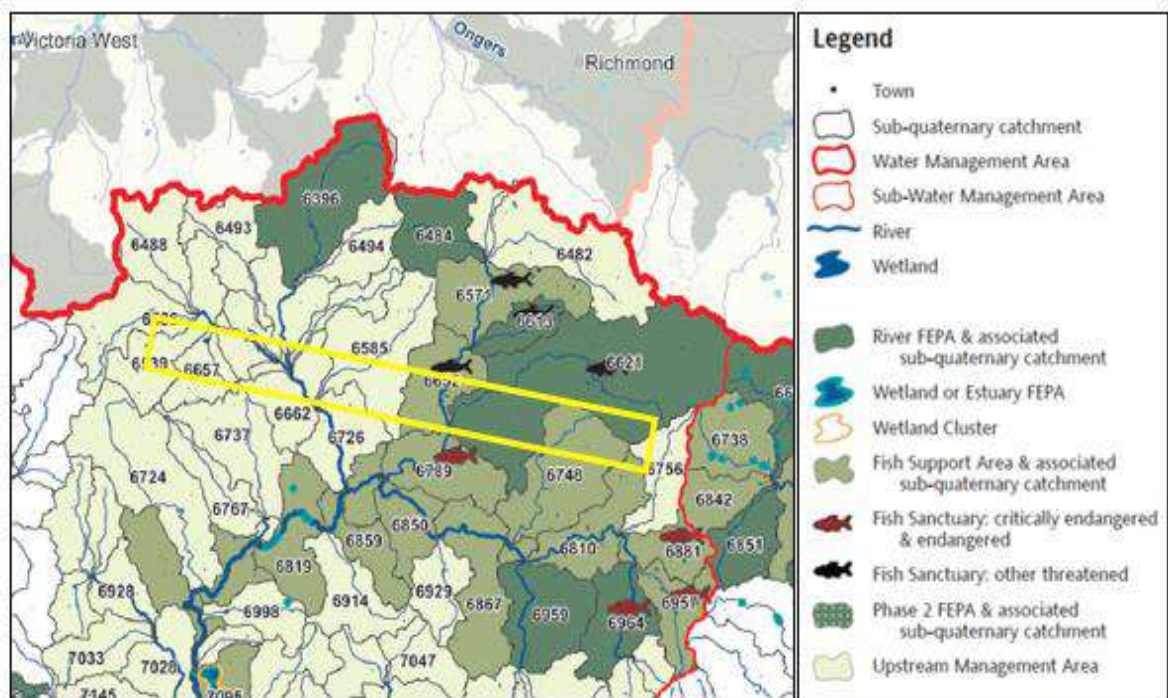 Victoria West
Ongers
Richmond
6396
6493
6488
6494
6484
6482
6571
6613
6585
6621
6657
6662
6726
6737
6738
6724
6789
6748
6756
6767
6842
6850
6859
6810
6881
6851
6819
6928
6998
6914
6929
6867
6959
6964
6957
7033
7028
7047
7145
7095
Legend
Town
Sub-quaternary catchment
Water Management Area
Sub-Water Management Area
River
Wetland
River FEPA & associated
sub-quaternary catchment
Wetland or Estuary FEPA
Wetland Cluster
Fish Support Area & associated
sub-quaternary catchment
Fish Sanctuary: critically endangered
& endangered
Fish Sanctuary: other threatened
Phase 2 FEPA & associated
sub-quaternary catchment
Upstream Management Area